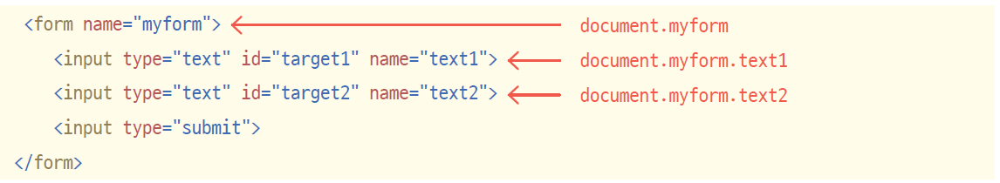 <form name="myform"> document.myform
<input type="text" id="target1" name="text1"> document.myform.text1
<input type="text" id="target2" name="text2"> document.myform.text2
<input type="submit">
</form>